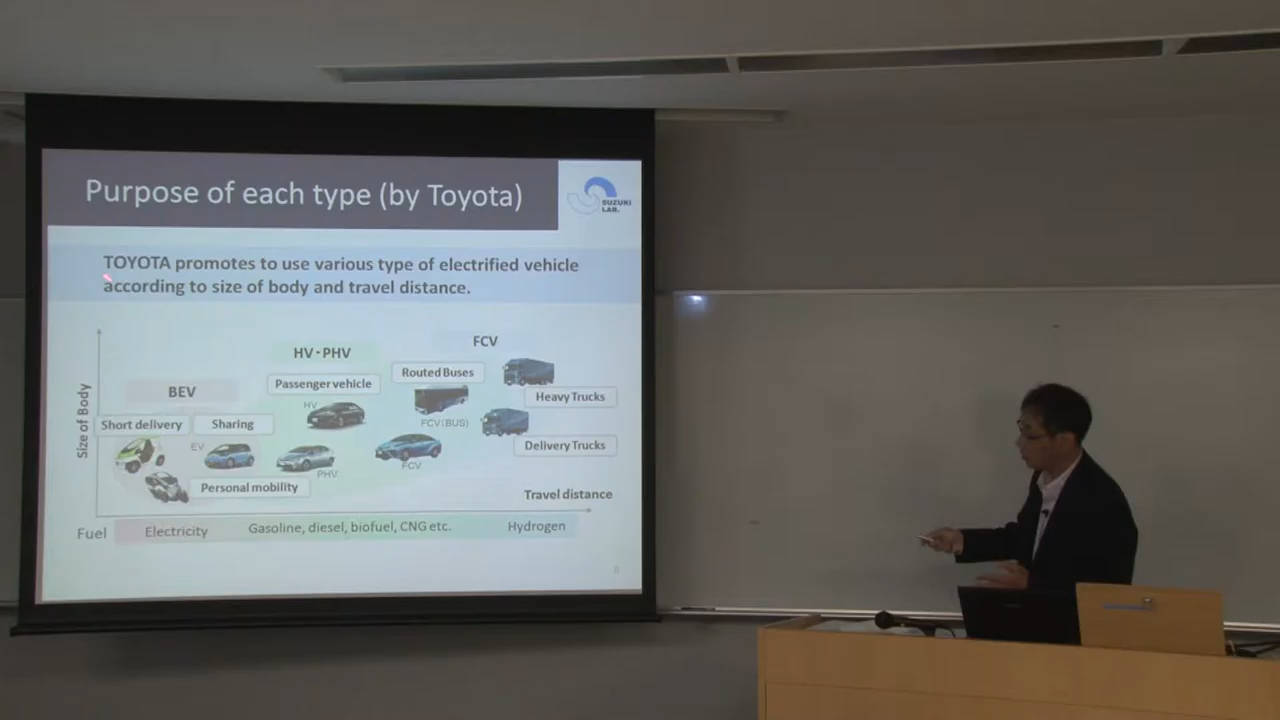 Purpose of each type (by Toyota)
SUZUKI
LAB.
TOYOTA promotes to use various type of electrified vehicle
according to size of body and travel distance.
FCV
HV・PHV
Routed Buses
Passenger vehicle
BEV
Heavy Trucks
HV
Short delivery
Sharing
FCV(BUS)
Size of Body
EV
Delivery Trucks
FCV
PHV
Personal mobility
Travel distance
Fuel
Electricity
Gasoline, diesel, biofuel, CNG etc.
Hydrogen
8